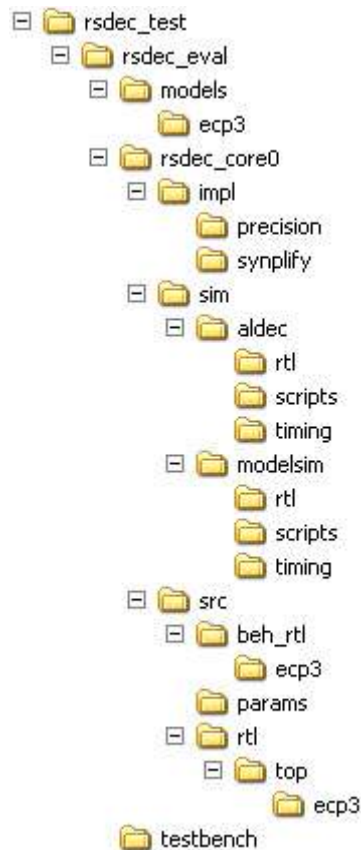 rsdec_test
rsdec_eval
models
ecp3
rsdec_core0
impl
precision
synplify
sim
aldec
rtl
scripts
timing
modelsim
rtl
scripts
timing
src
beh_rtl
ecp3
params
rtl
top
ecp3
testbench